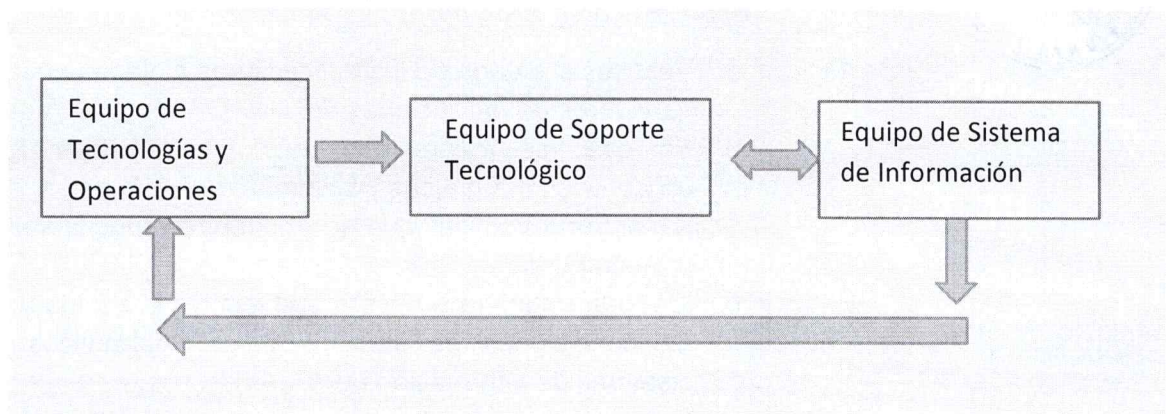 Equipo de
Tecnologías y
Operaciones
Equipo de Soporte
Tecnológico
Equipo de Sistema
de Información